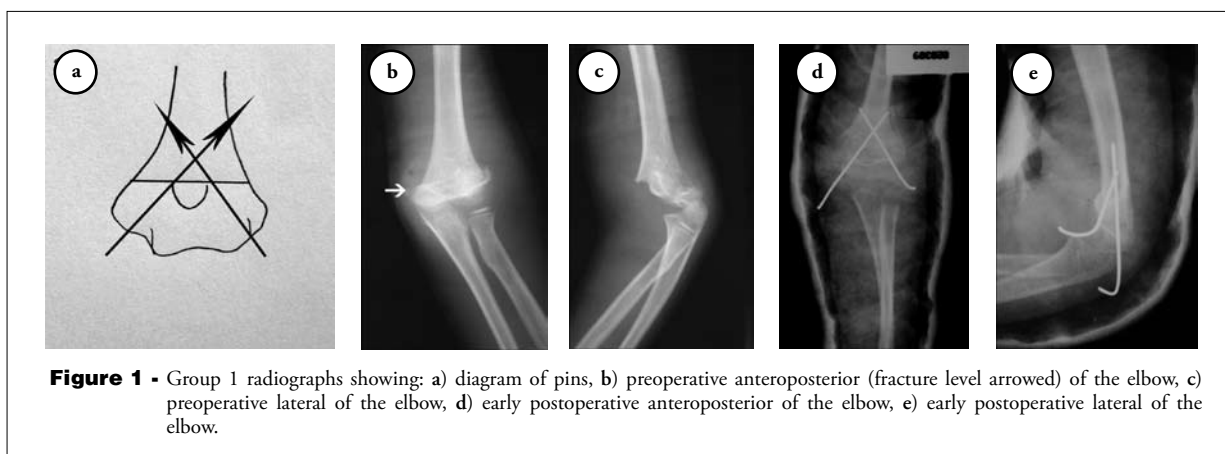 a
b
c
d
e
Figure 1 - Group 1 radiographs showing: a) diagram of pins, b) preoperative anteroposterior (fracture level arrowed) of the elbow, c)
preoperative lateral of the elbow, d) early postoperative anteroposterior of the elbow, e) early postoperative lateral of the
elbow.